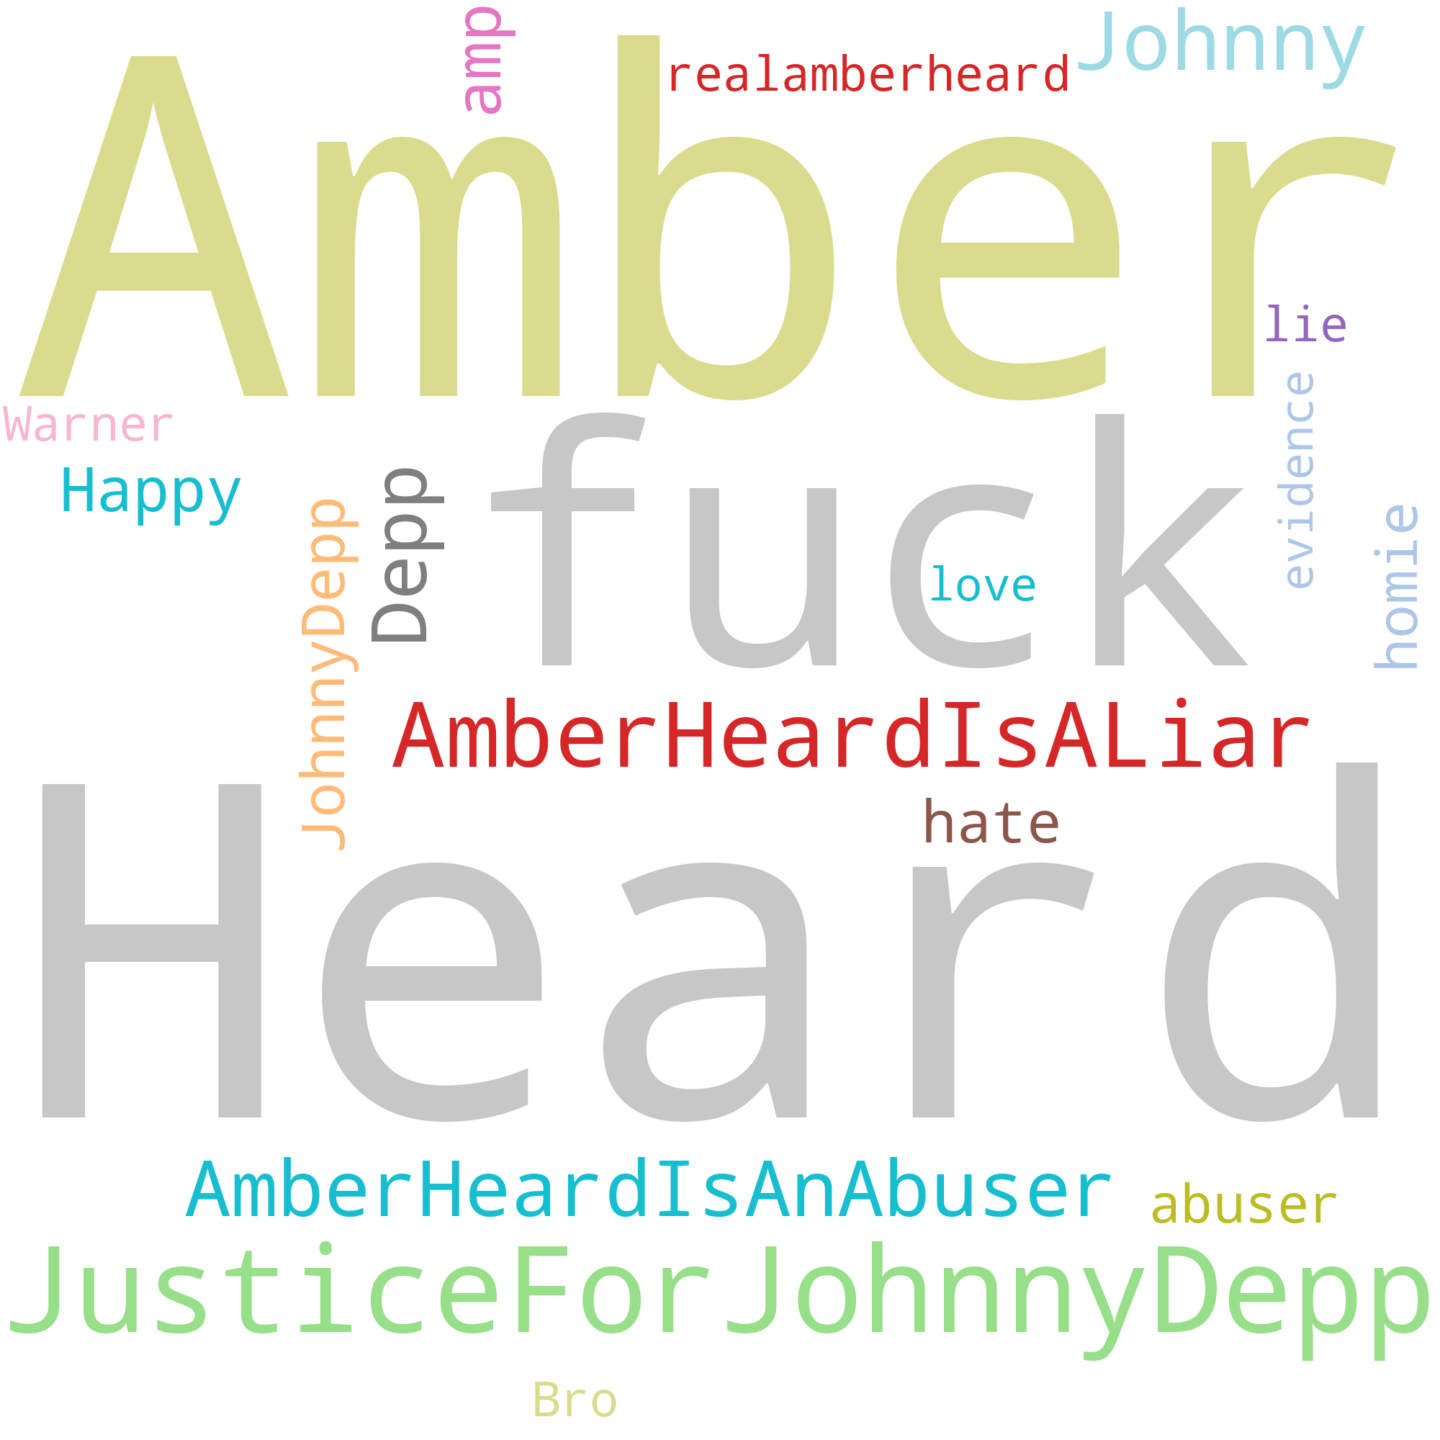 amp
realamberheard
Johnny
Amber
lie
Warner
Happy
JohnnyDepp
Depp
fuck
love
evidence
homie
AmberHeardIsALiar
hate
Heard
AmberHeardIsAnAbuser
abuser
JusticeForJohnnyDepp
Bro